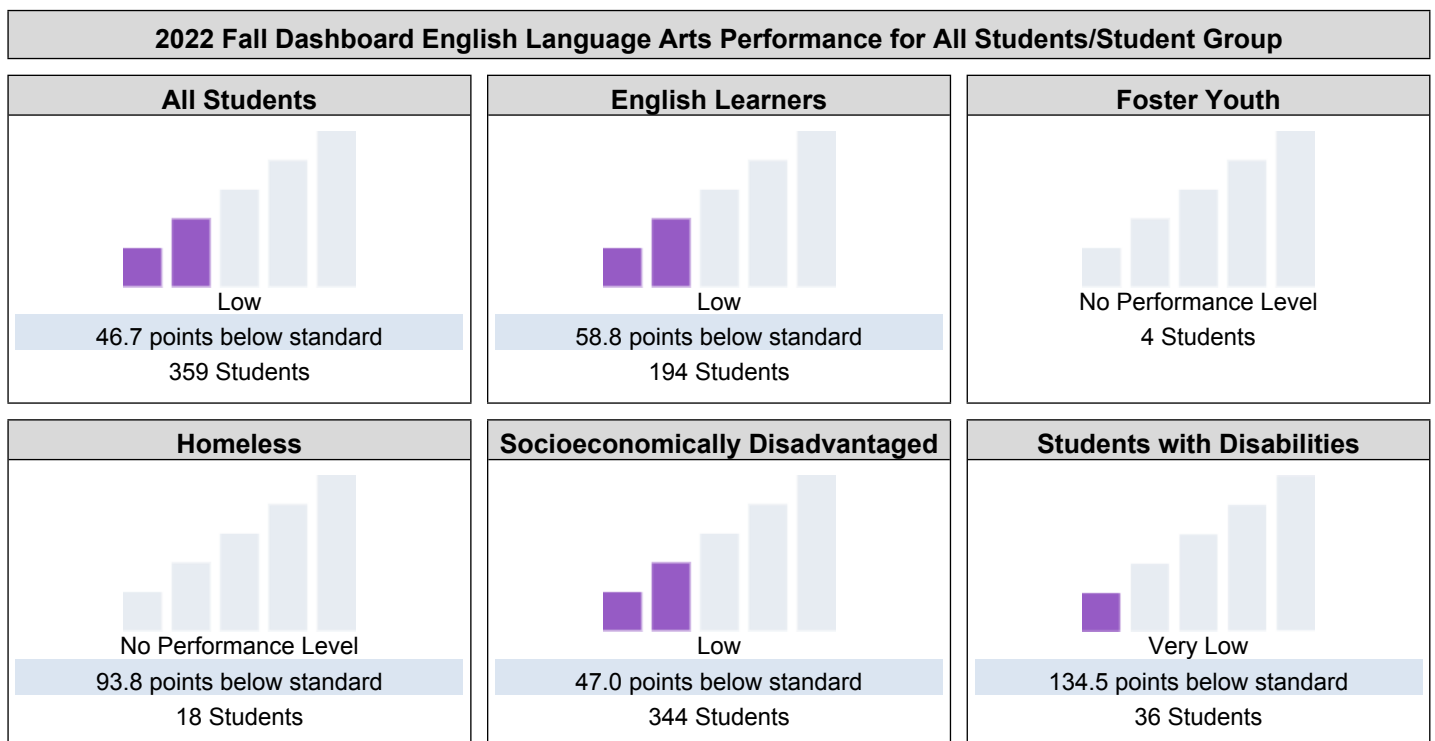 2022 Fall Dashboard English Language Arts Performance for All Students/Student Group
All Students
Low
46.7 points below standard
359 Students
English Learners
Low
58.8 points below standard
194 Students
Foster Youth
No Performance Level
4 Students
Homeless
No Performance Level
93.8 points below standard
18 Students
Socioeconomically Disadvantaged
Low
47.0 points below standard
344 Students
Students with Disabilities
Very Low
134.5 points below standard
36 Students